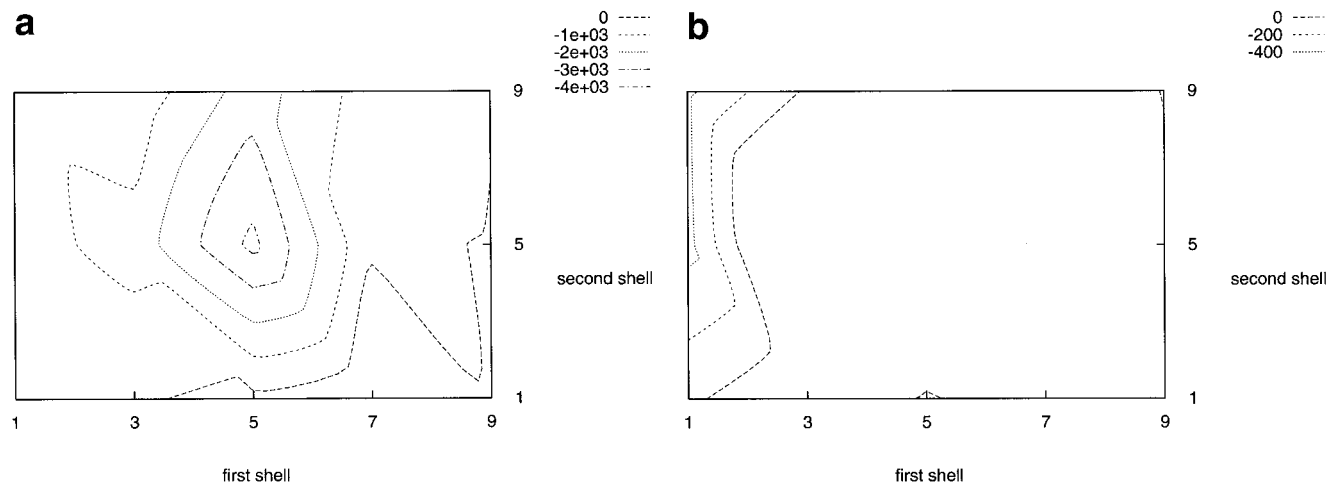 a
0
-1e+03
-2e+03
-3e+03
-4e+03
9
5
second shell
1
1 3 5 7 9
first shell
b
0
-200
-400
9
5
second shell
1
1 3 5 7 9
first shell